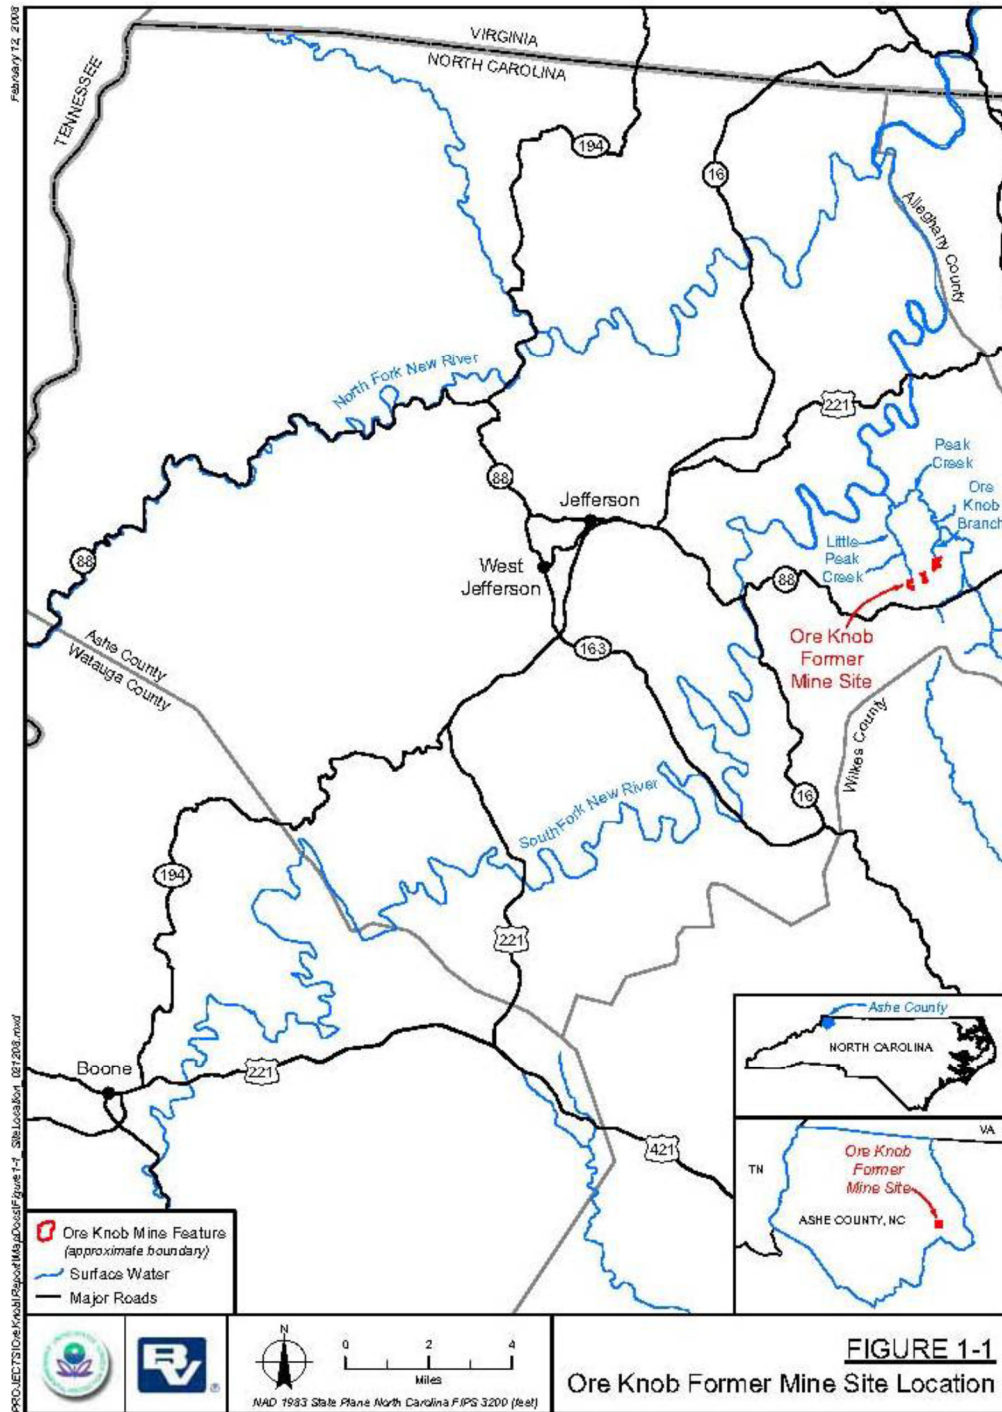 February 12, 2008
VIRGINIA
NORTH CAROLINA
TENNESSEE
194
16
Alleghany County
North Fork New River
221
Peak
Creek
88
Jefferson
Ore
Knob
Branch
Little
Peak
Creek
88
West
Jefferson
88
Ore Knob
Former
Mine Site
Ashe County
Watauga County
163
Wilkes County
16
South Fork New River
194
221
Ashe County
NORTH CAROLINA
Boone
221
421
VA
TN
Ore Knob
Former
Mine Site
ASHE COUNTY, NC
Ore Knob Mine Feature
(approximate boundary)
Surface Water
Major Roads
BV
®
N
0 2 4
Miles
NAD 1983 State Plane North Carolina FIPS 3200 (feet)
FIGURE 1-1
Ore Knob Former Mine Site Location